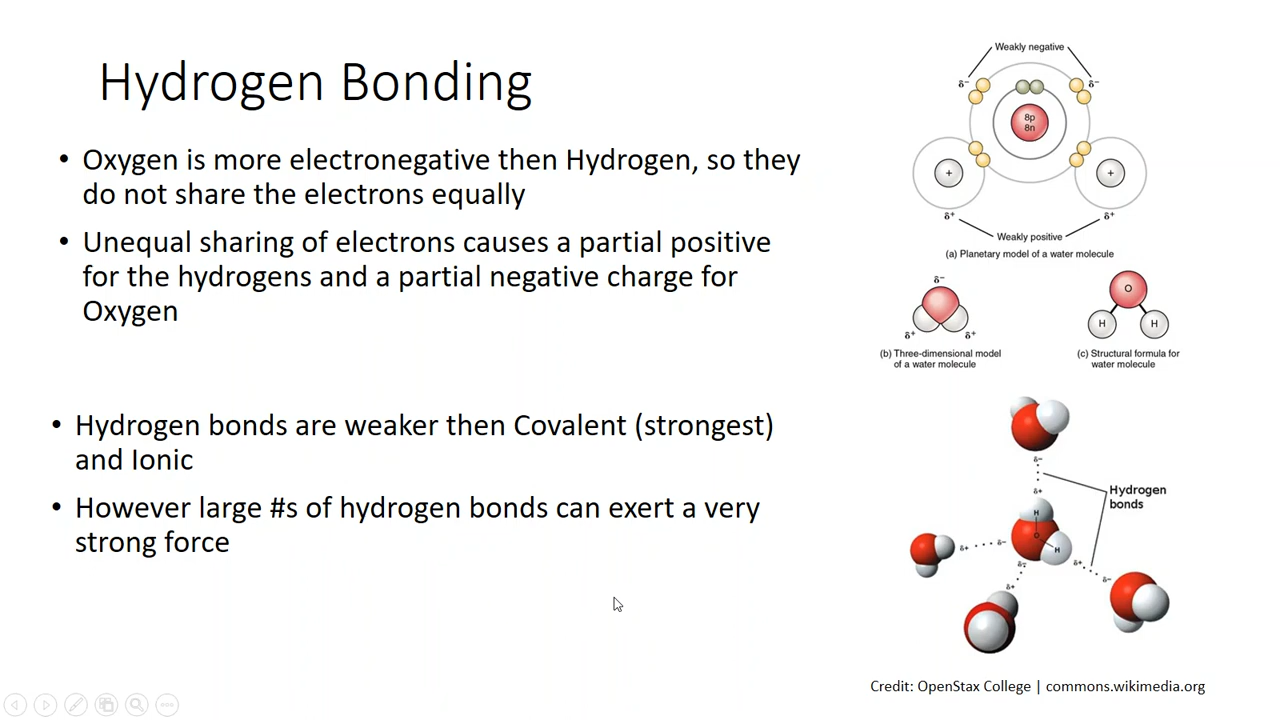 Hydrogen Bonding
• Oxygen is more electronegative then Hydrogen, so they
do not share the electrons equally
• Unequal sharing of electrons causes a partial positive
for the hydrogens and a partial negative charge for
Oxygen
• Hydrogen bonds are weaker then Covalent (strongest)
and Ionic
• However large #s of hydrogen bonds can exert a very
strong force
Weakly negative
δ⁻ δ⁻
8p
8n
+ +
δ⁺ δ⁺
Weakly positive
(a) Planetary model of a water molecule
δ⁻
δ⁺ δ⁺
(b) Three-dimensional model
of a water molecule
O
H H
(c) Structural formula for
water molecule
δ−
δ+
Hydrogen
bonds
H
O
H
δ+ δ−
δ+ δ−
δ−
δ+
Credit: OpenStax College | commons.wikimedia.org